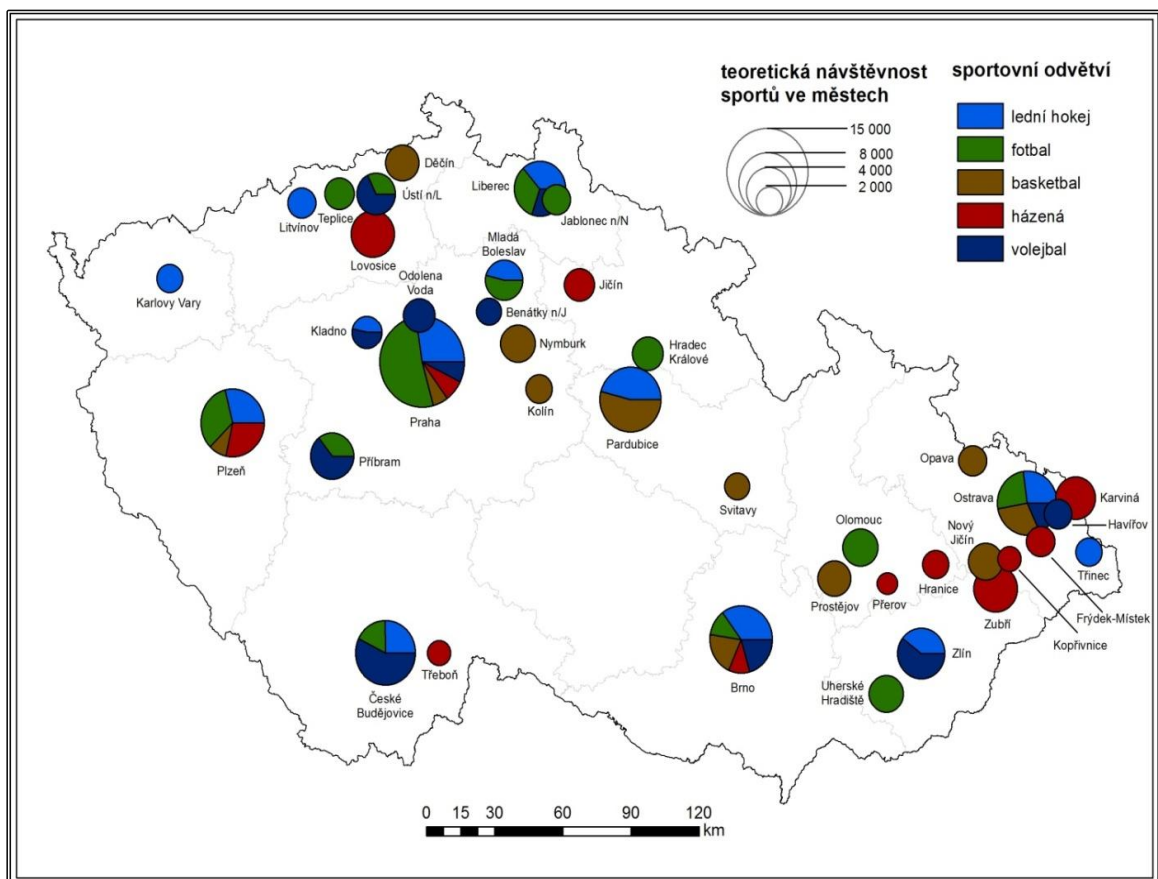 teoretická návštěvnost
sportů ve městech
15 000
8 000
4 000
2 000
sportovní odvětví
lední hokej
fotbal
basketbal
házená
volejbal
Děčín
Ústí n/L
Teplice
Litvínov
Lovosice
Liberec
Jablonec n/N
Karlovy Vary
Mladá
Boleslav
Jičín
Odolena
Voda
Benátky n/J
Kladno
Nymburk
Hradec
Králové
Kolín
Praha
Pardubice
Plzeň
Příbram
Svitavy
Opava
Ostrava
Karviná
Havířov
Nový
Jičín
Olomouc
Třinec
Prostějov
Přerov
Hranice
Zubří
Frýdek-Místek
Kopřivnice
České
Budějovice
Třeboň
Brno
Zlín
Uherské
Hradiště
0 15 30 60 90 120
km